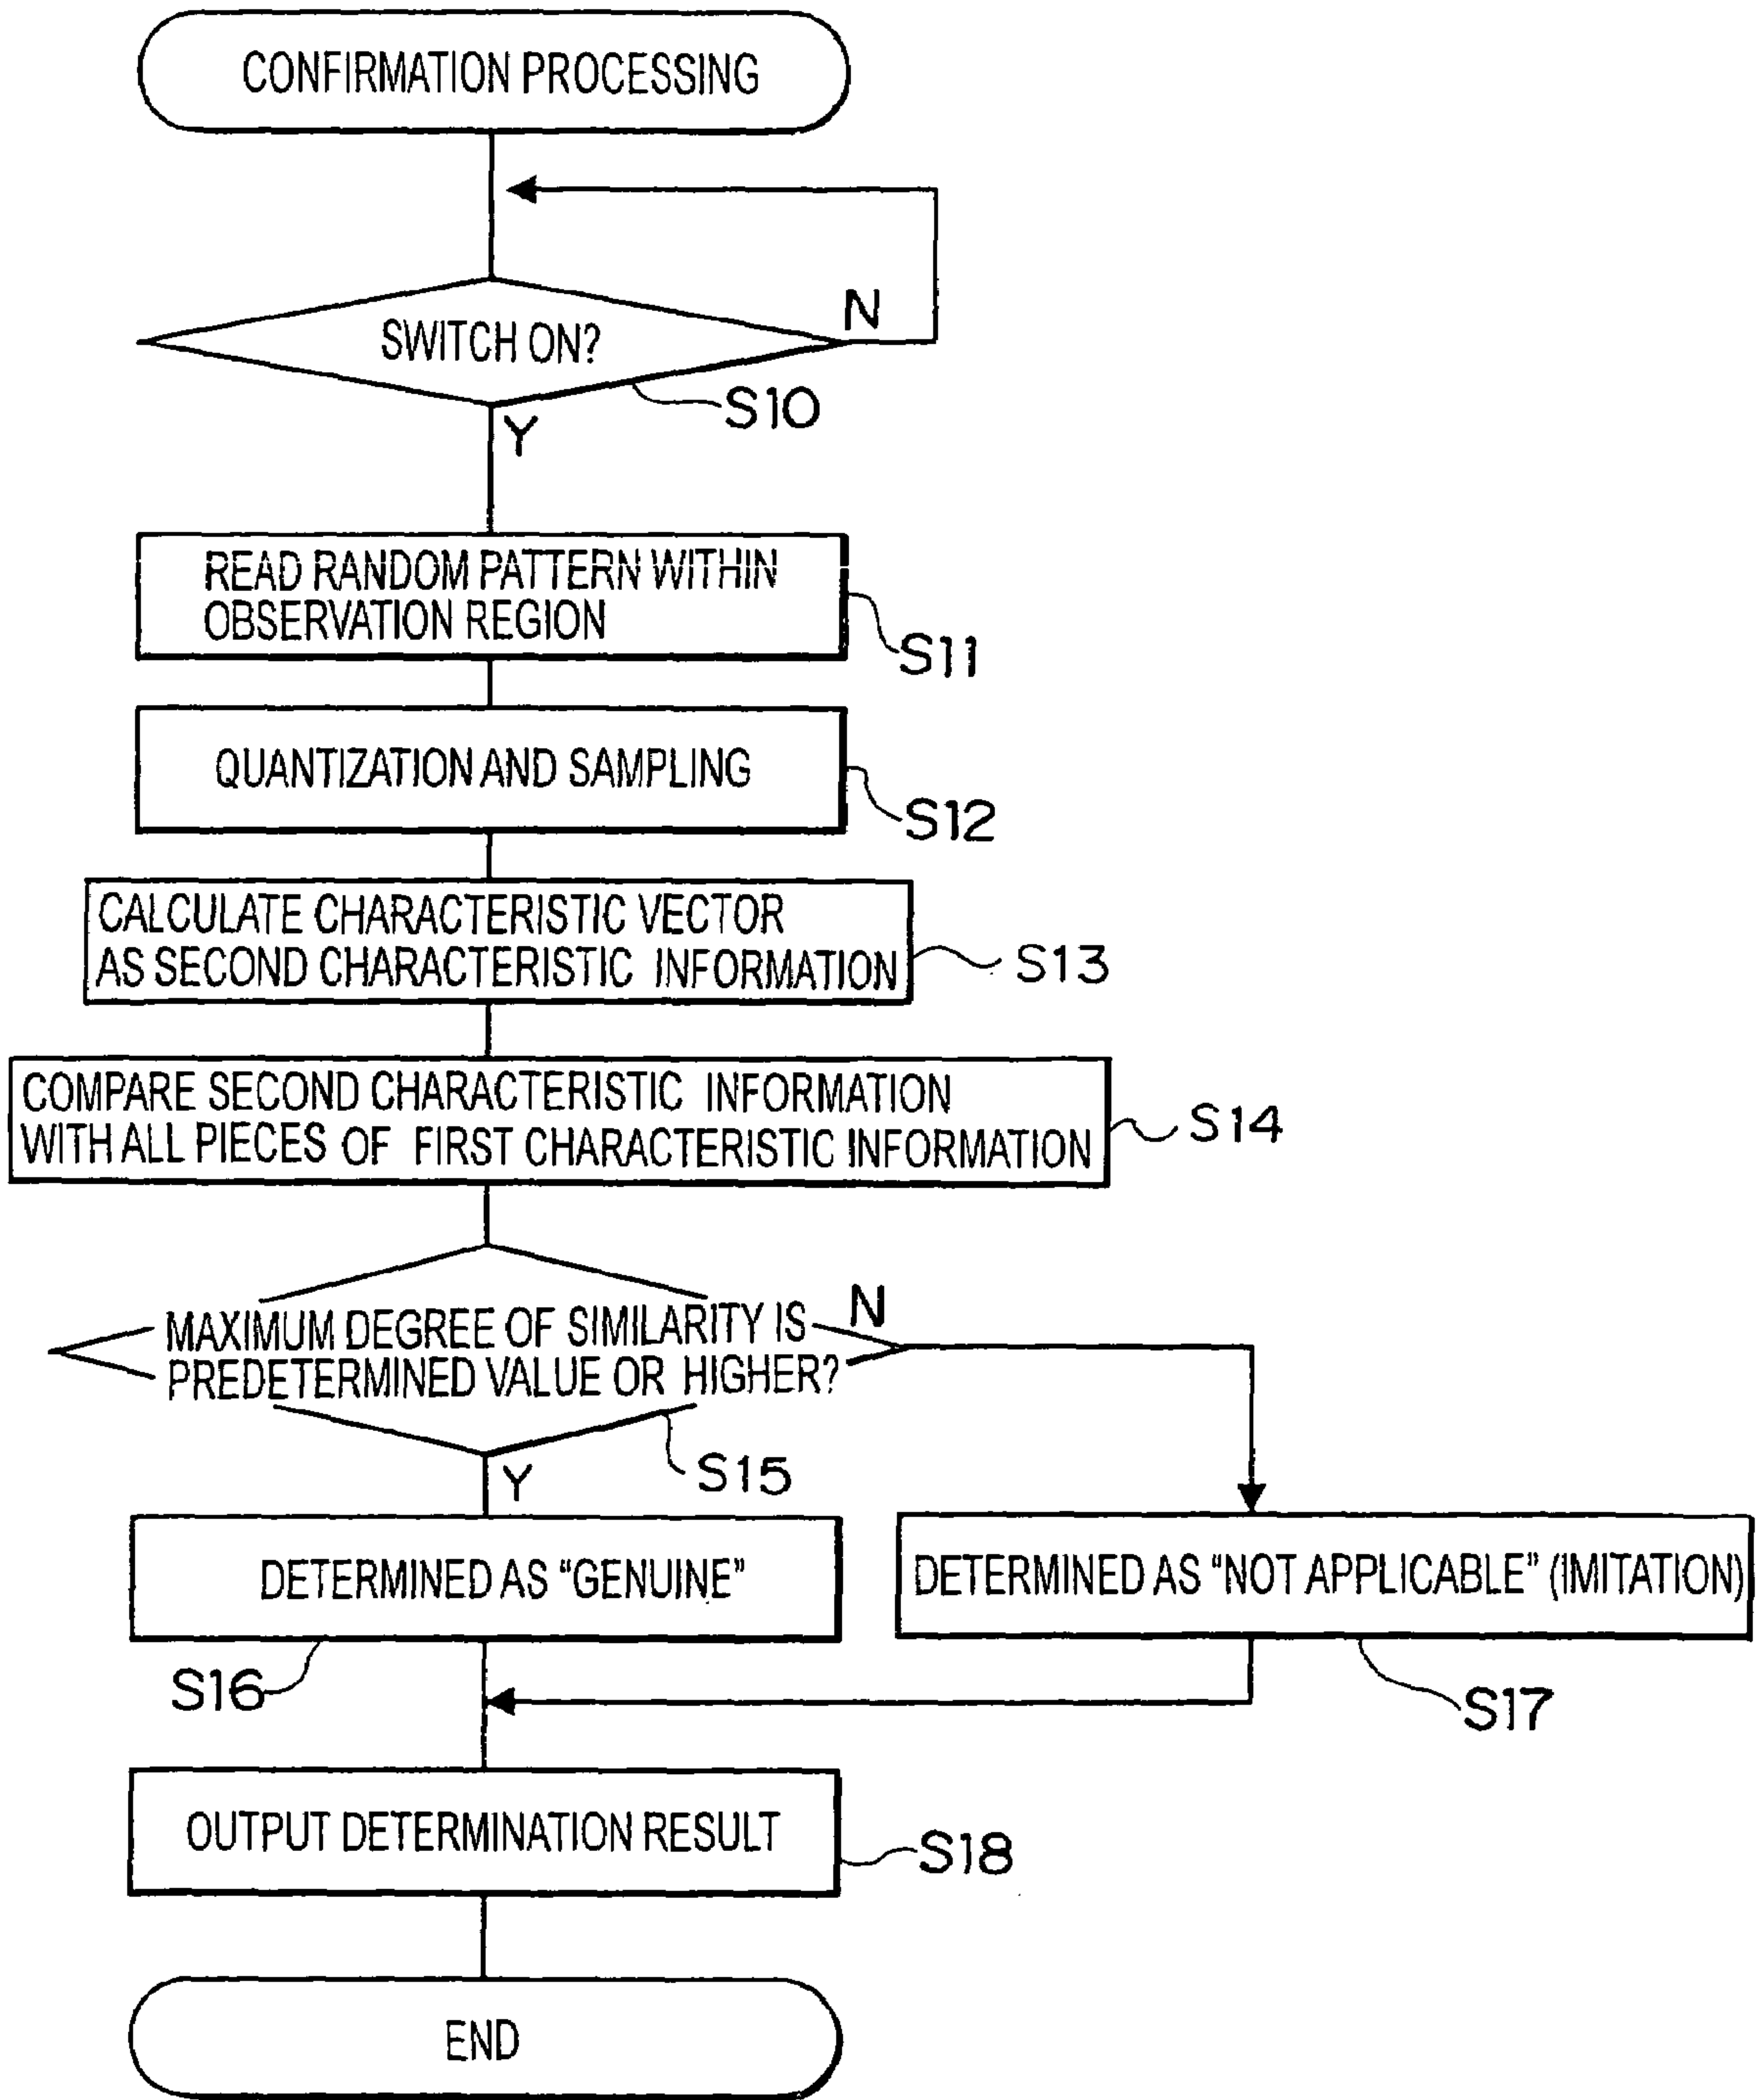 CONFIRMATION PROCESSING
SWITCH ON?
N
S10
Y
READ RANDOM PATTERN WITHIN
OBSERVATION REGION
S11
QUANTIZATION AND SAMPLING
S12
CALCULATE CHARACTERISTIC VECTOR
AS SECOND CHARACTERISTIC INFORMATION
S13
COMPARE SECOND CHARACTERISTIC INFORMATION
WITH ALL PIECES OF FIRST CHARACTERISTIC INFORMATION
S14
MAXIMUM DEGREE OF SIMILARITY IS
PREDETERMINED VALUE OR HIGHER?
N
S15
Y
DETERMINED AS “GENUINE”
S16
DETERMINED AS “NOT APPLICABLE” (IMITATION)
S17
OUTPUT DETERMINATION RESULT
S18
END